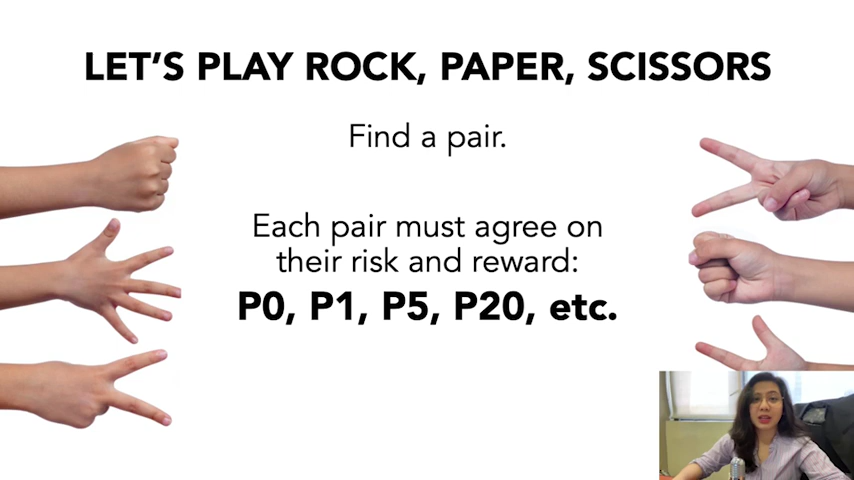 LET'S PLAY ROCK, PAPER, SCISSORS
Find a pair.
Each pair must agree on
their risk and reward:
P0, P1, P5, P20, etc.